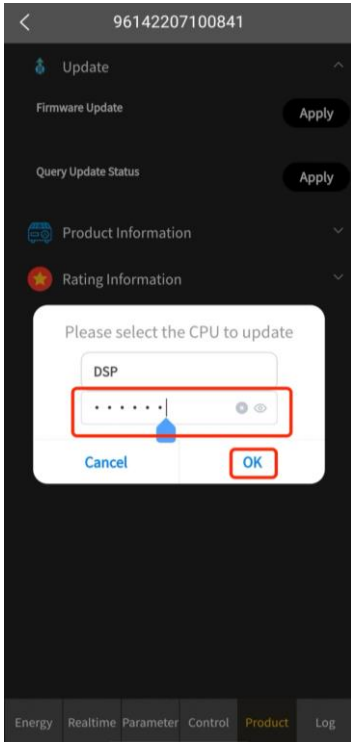 96142207100841
Update
Firmware Update
Apply
Query Update Status
Apply
Product Information
Rating Information
Please select the CPU to update
DSP
······
Cancel OK
Energy Realtime Parameter Control Product Log